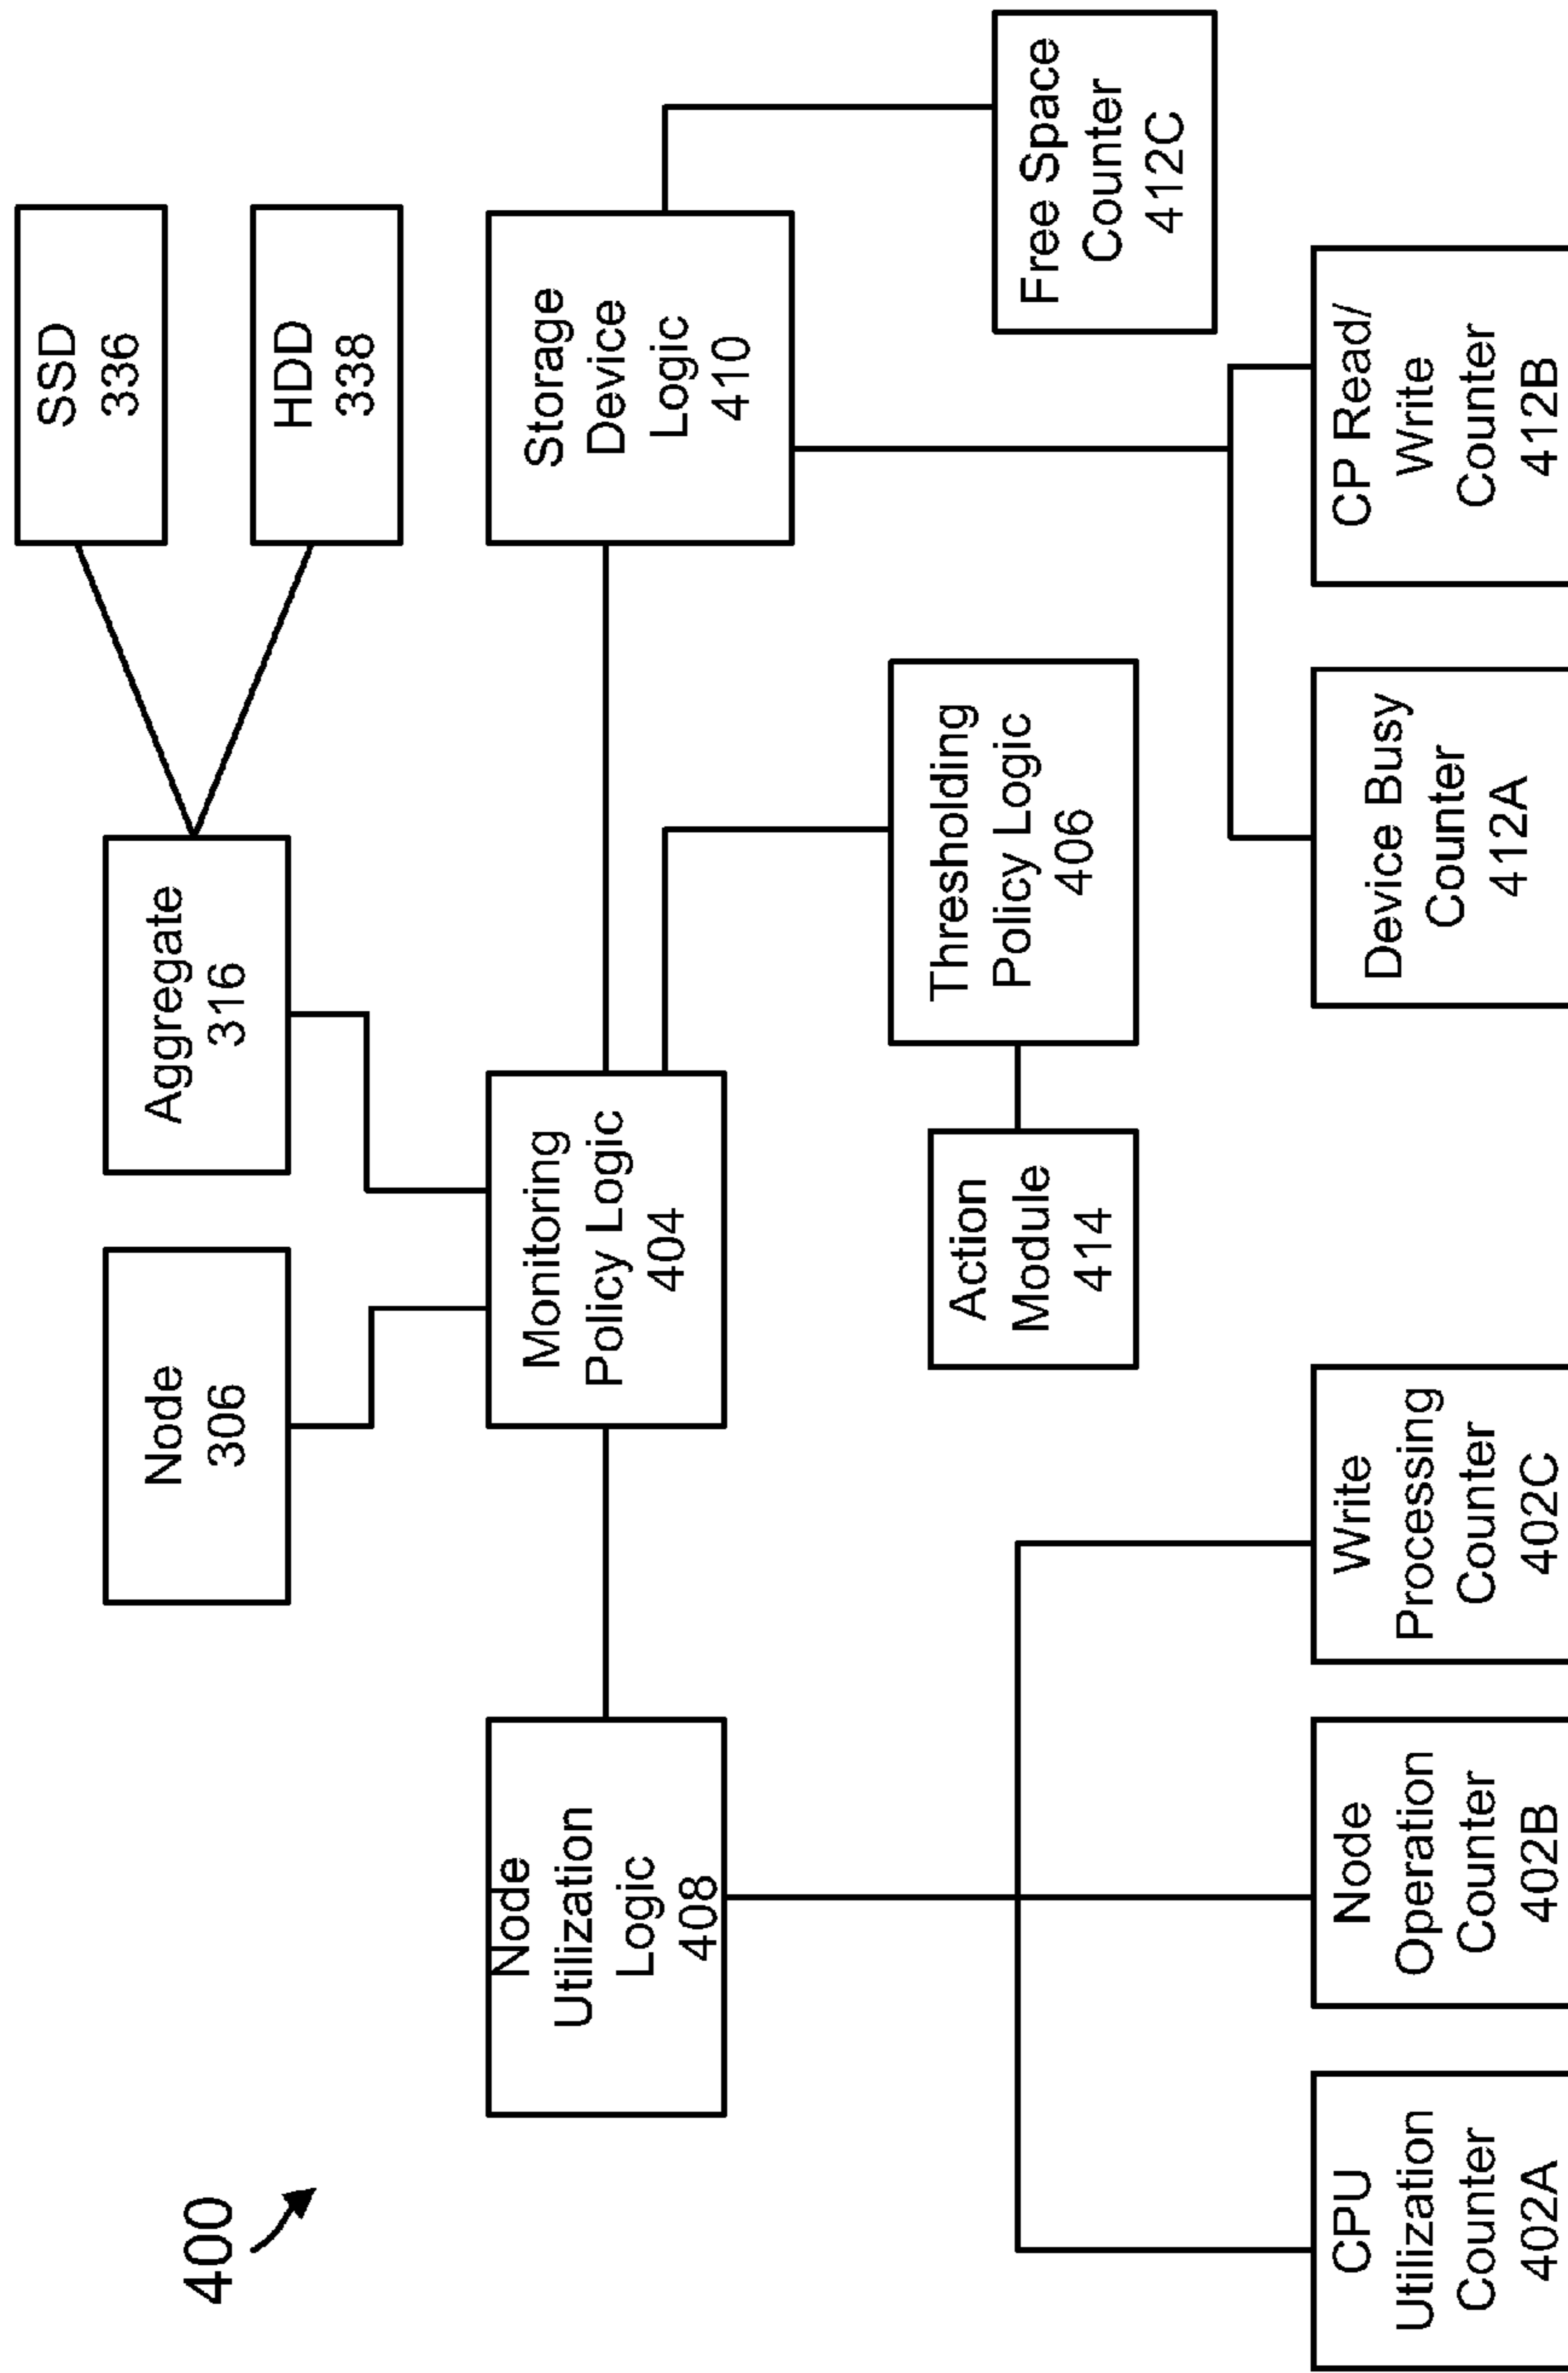 400
SSD
336
HDD
338
Node
306
Aggregate
316
Node
Utilization
Logic
408
Monitoring
Policy Logic
404
Storage
Device
Logic
410
Action
Module
414
Thresholding
Policy Logic
406
Free Space
Counter
412C
CPU
Utilization
Counter
402A
Node
Operation
Counter
402B
Write
Processing
Counter
402C
Device Busy
Counter
412A
CP Read/
Write
Counter
412B